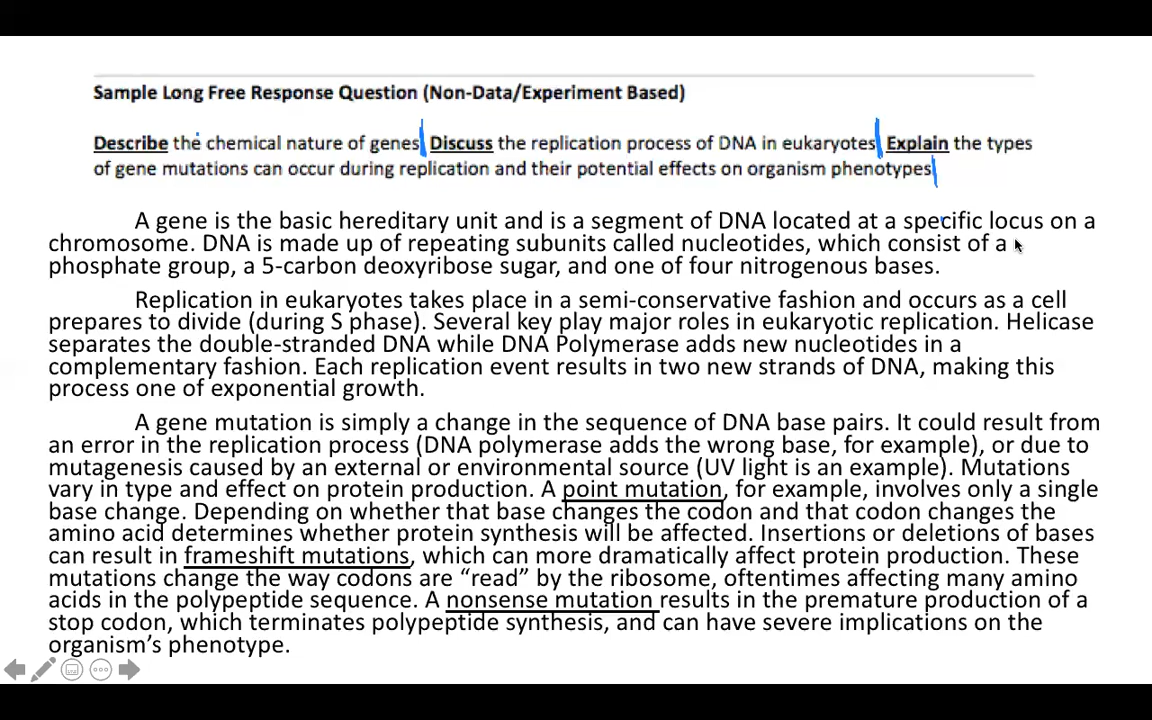 Sample Long Free Response Question (Non-Data/Experiment Based)
Describe the chemical nature of genes Discuss the replication process of DNA in eukaryotes Explain the types
of gene mutations can occur during replication and their potential effects on organism phenotypes
A gene is the basic hereditary unit and is a segment of DNA located at a specific locus on a
chromosome. DNA is made up of repeating subunits called nucleotides, which consist of a
phosphate group, a 5-carbon deoxyribose sugar, and one of four nitrogenous bases.
Replication in eukaryotes takes place in a semi-conservative fashion and occurs as a cell
prepares to divide (during S phase). Several key play major roles in eukaryotic replication. Helicase
separates the double-stranded DNA while DNA Polymerase adds new nucleotides in a
complementary fashion. Each replication event results in two new strands of DNA, making this
process one of exponential growth.
A gene mutation is simply a change in the sequence of DNA base pairs. It could result from
an error in the replication process (DNA polymerase adds the wrong base, for example), or due to
mutagenesis caused by an external or environmental source (UV light is an example). Mutations
vary in type and effect on protein production. A point mutation, for example, involves only a single
base change. Depending on whether that base changes the codon and that codon changes the
amino acid determines whether protein synthesis will be affected. Insertions or deletions of bases
can result in frameshift mutations, which can more dramatically affect protein production. These
mutations change the way codons are “read” by the ribosome, oftentimes affecting many amino
acids in the polypeptide sequence. A nonsense mutation results in the premature production of a
stop codon, which terminates polypeptide synthesis, and can have severe implications on the
organism’s phenotype.